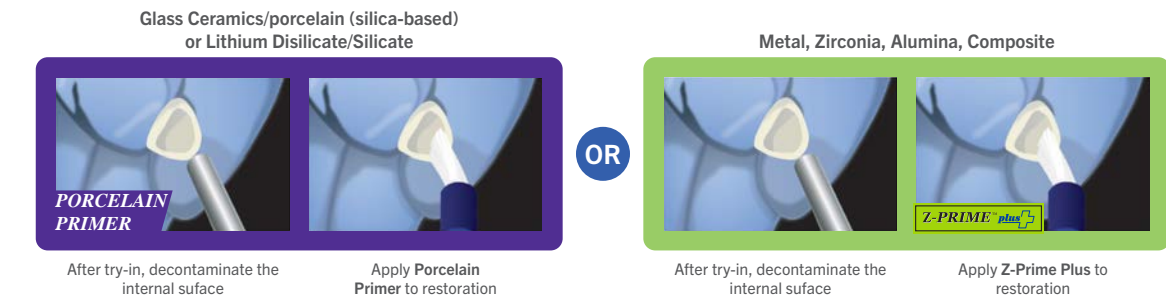 Glass Ceramics/porcelain (silica-based)
or Lithium Disilicate/Silicate
PORCELAIN
PRIMER
After try-in, decontaminate the
internal suface
Apply Porcelain
Primer to restoration
OR
Metal, Zirconia, Alumina, Composite
Z-PRIME™ plus
After try-in, decontaminate the
internal suface
Apply Z-Prime Plus to
restoration